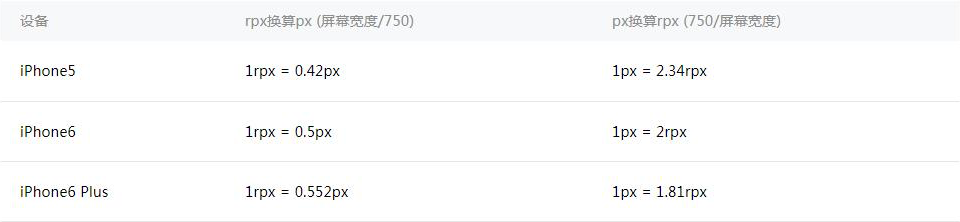 设备 rpx换算px (屏幕宽度/750) px换算rpx (750/屏幕宽度)
iPhone5 1rpx = 0.42px 1px = 2.34rpx
iPhone6 1rpx = 0.5px 1px = 2rpx
iPhone6 Plus 1rpx = 0.552px 1px = 1.81rpx